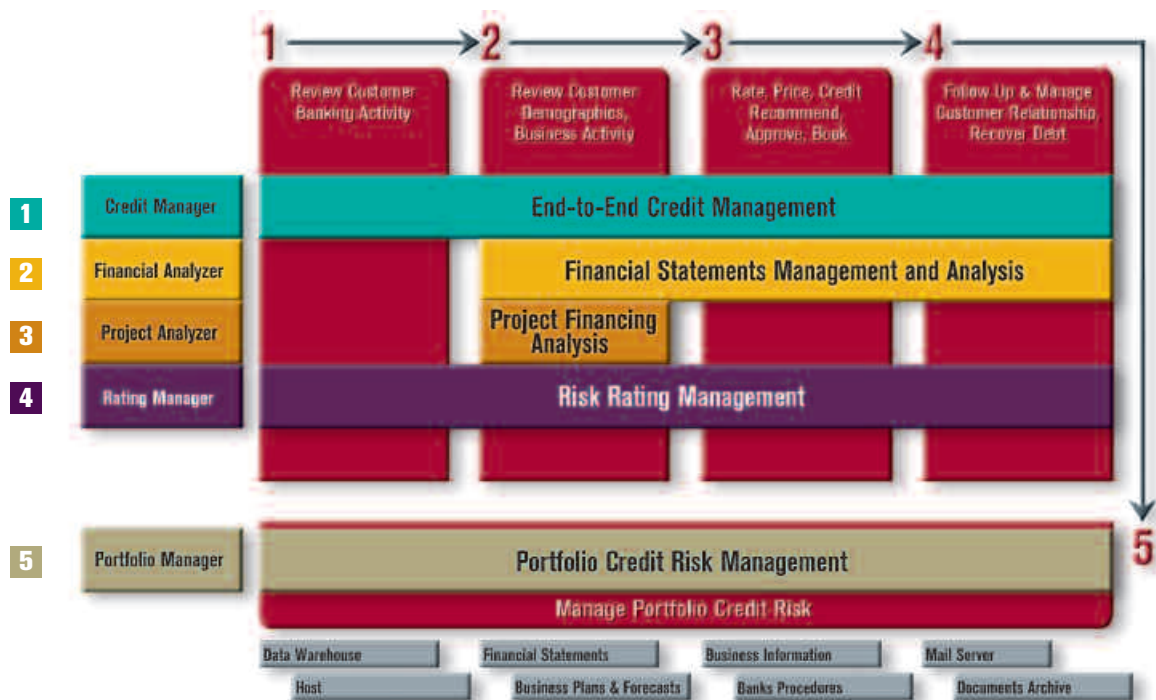 1
2
3
4
Review Customer
Banking Activity
Review Customer
Demographics,
Business Activity
Rate, Price, Credit
Recommend,
Approve, Book
Follow Up & Manage
Customer Relationship
Recover Debt
1
Credit Manager
End-to-End Credit Management
2
Financial Analyzer
Financial Statements Management and Analysis
3
Project Analyzer
Project Financing
Analysis
4
Rating Manager
Risk Rating Management
5
5
Portfolio Manager
Portfolio Credit Risk Management
Manage Portfolio Credit Risk
Data Warehouse
Financial Statements
Business Information
Mail Server
Host
Business Plans & Forecasts
Banks Procedures
Documents Archive